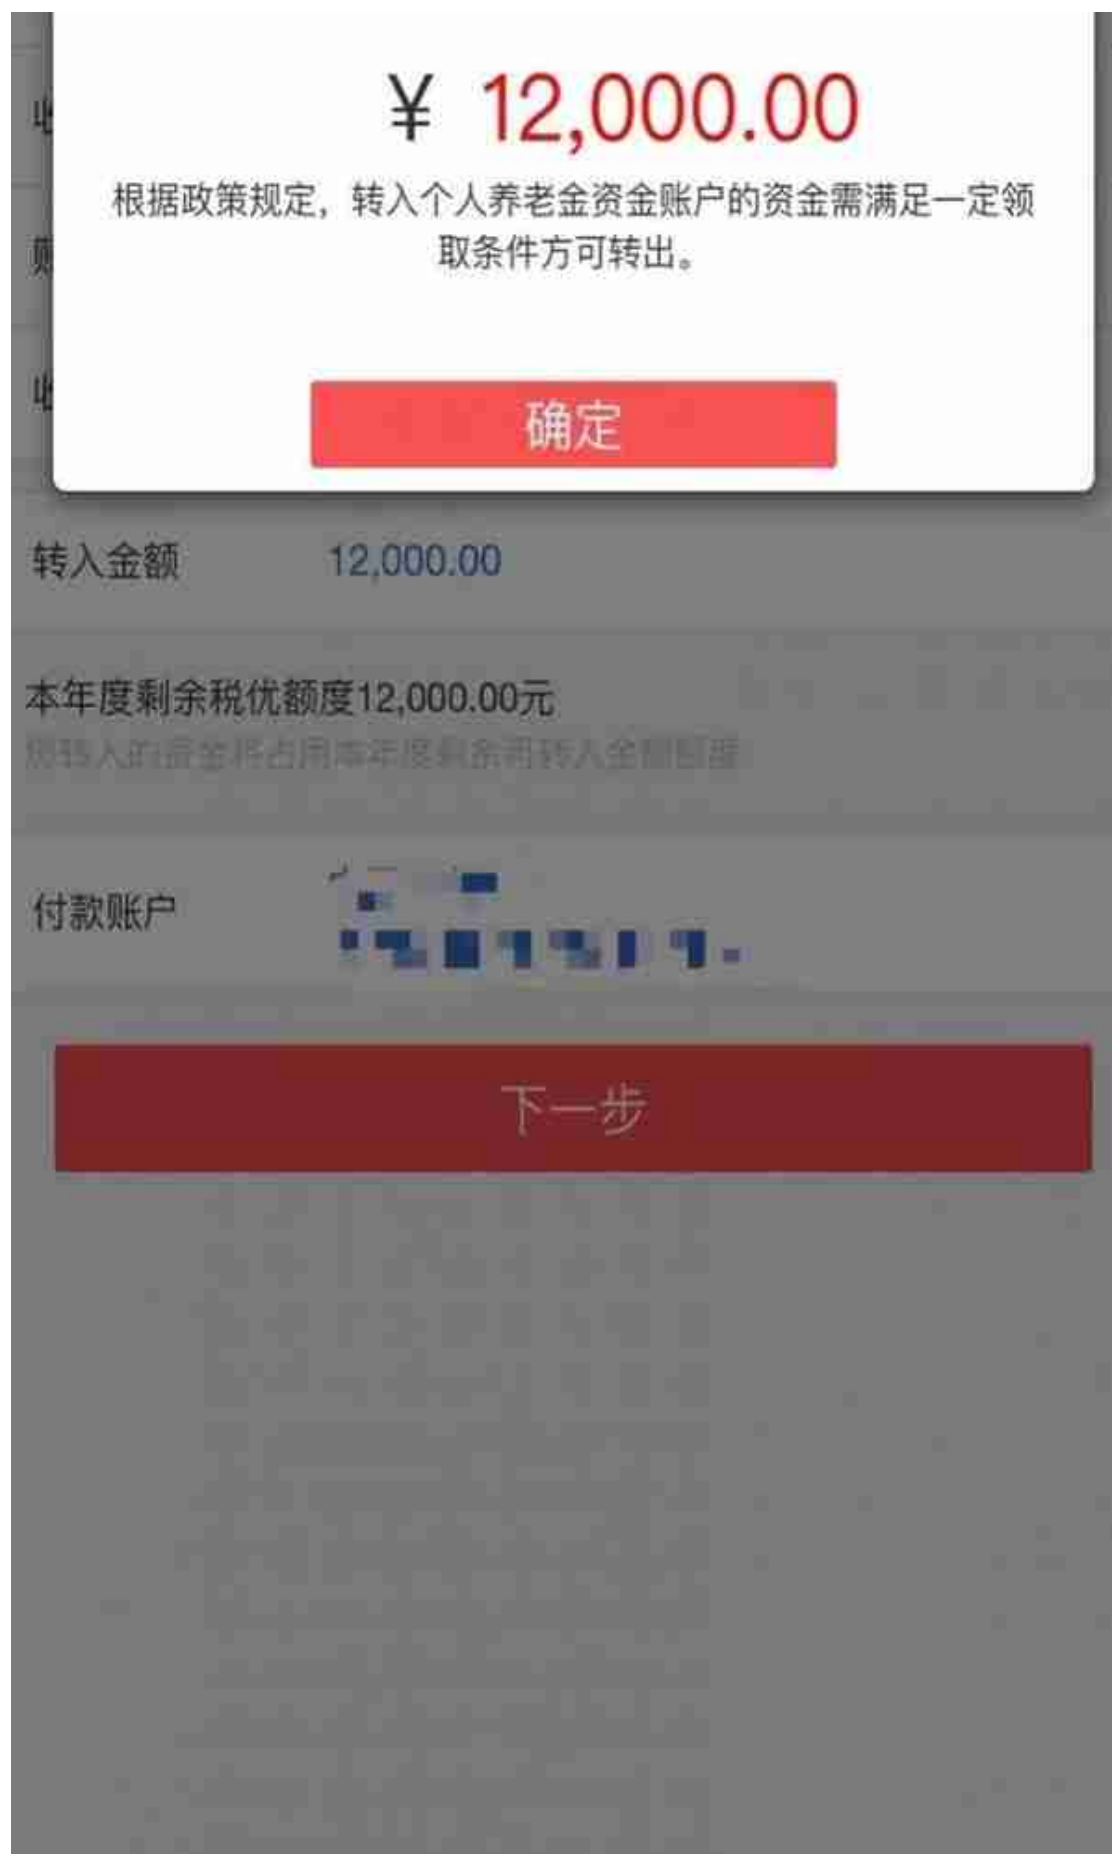 ¥ 12,000.00
根据政策规定，转入个人养老金资金账户的资金需满足一定领
取条件方可转出。
确定
转入金额 12,000.00
本年度剩余税优额度12,000.00元
付款账户
下一步